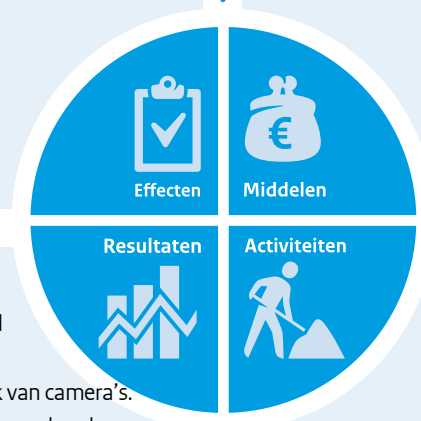 €
Effecten
Middelen
Resultaten
Activiteiten
van camera's.